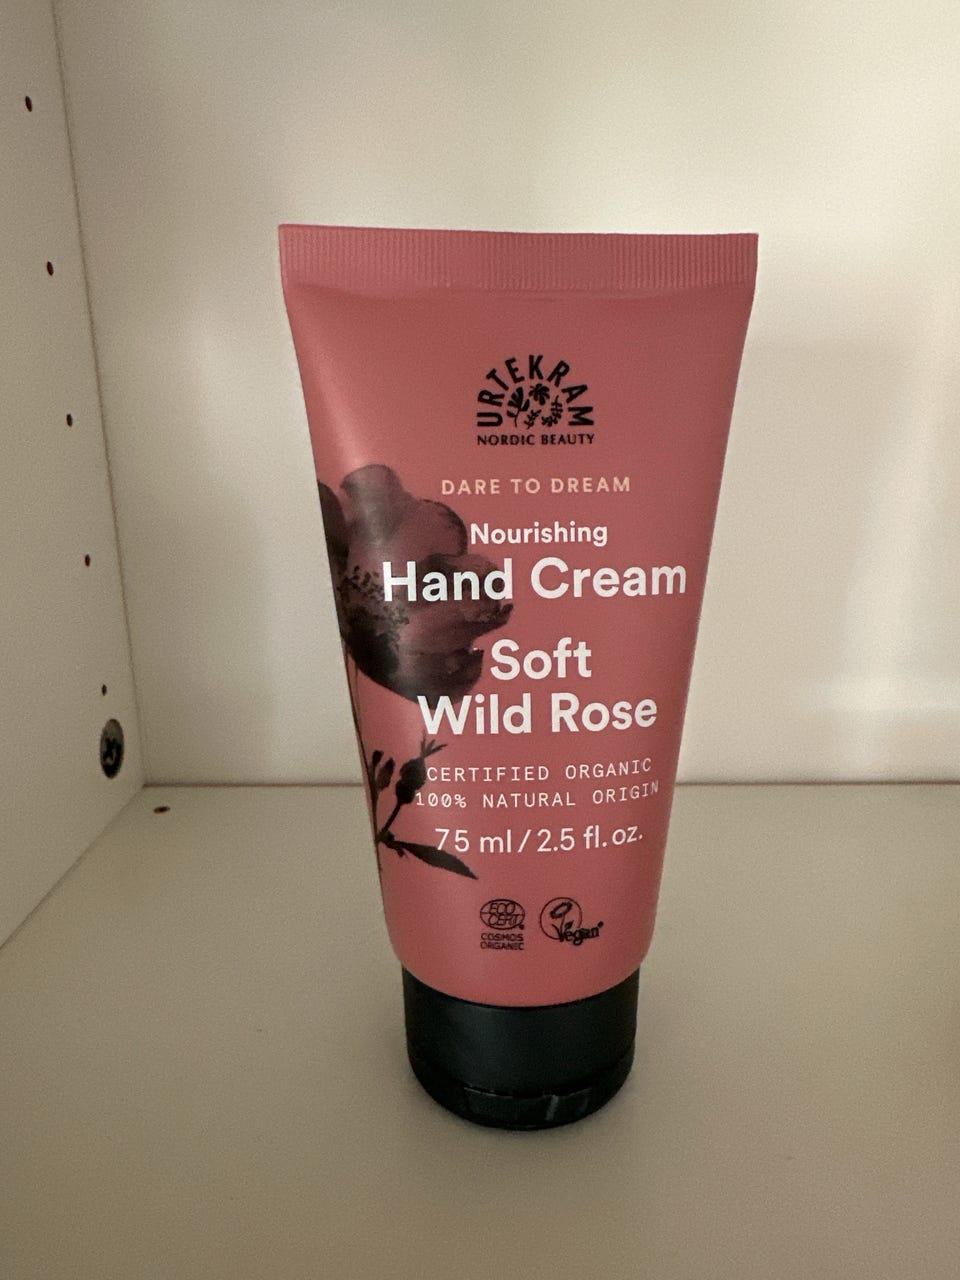 URTEKRAM
NORDIC BEAUTY
DARE TO DREAM
Nourishing
Hand Cream
Soft
Wild Rose
CERTIFIED ORGANIC
100% NATURAL ORIGIN
75 ml / 2.5 fl. oz.
ECO
CERT
COSMOS
ORGANIC
Vegan